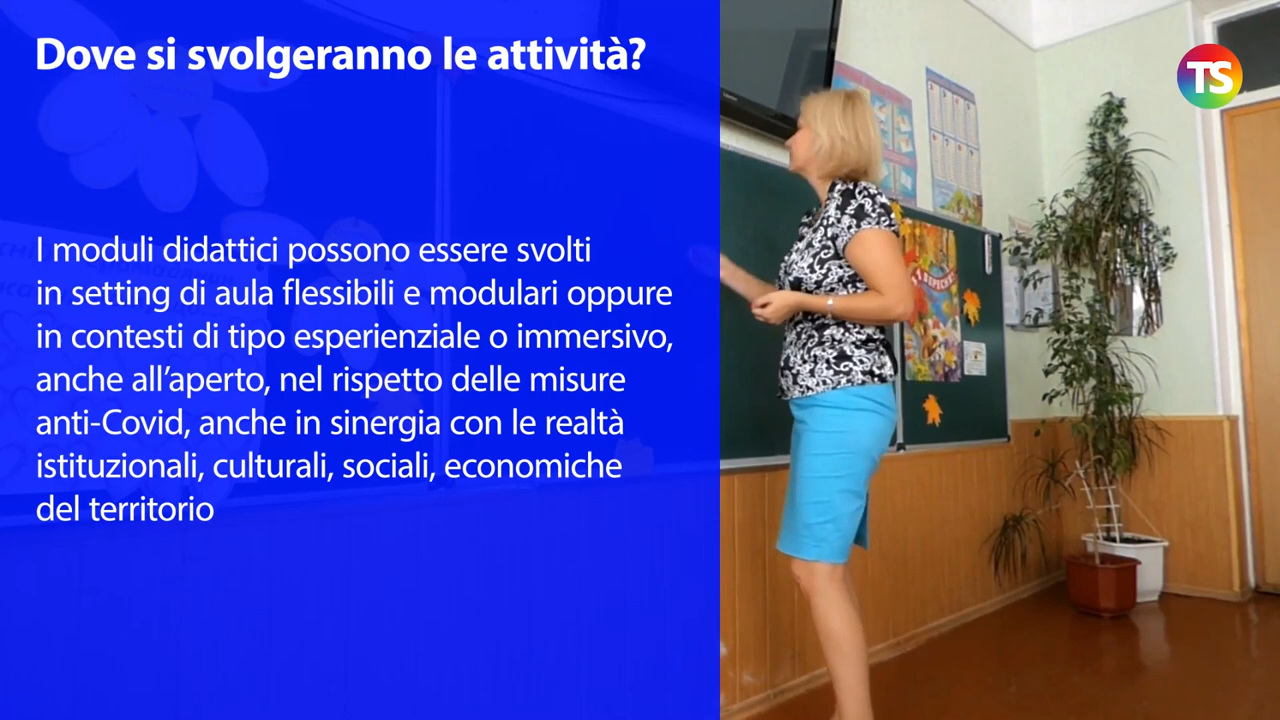 Dove si svolgeranno le attività?
TS
I moduli didattici possono essere svolti
in setting di aula flessibili e modulari oppure
in contesti di tipo esperienziale o immersivo,
anche all’aperto, nel rispetto delle misure
anti-Covid, anche in sinergia con le realtà
istituzionali, culturali, sociali, economiche
del territorio